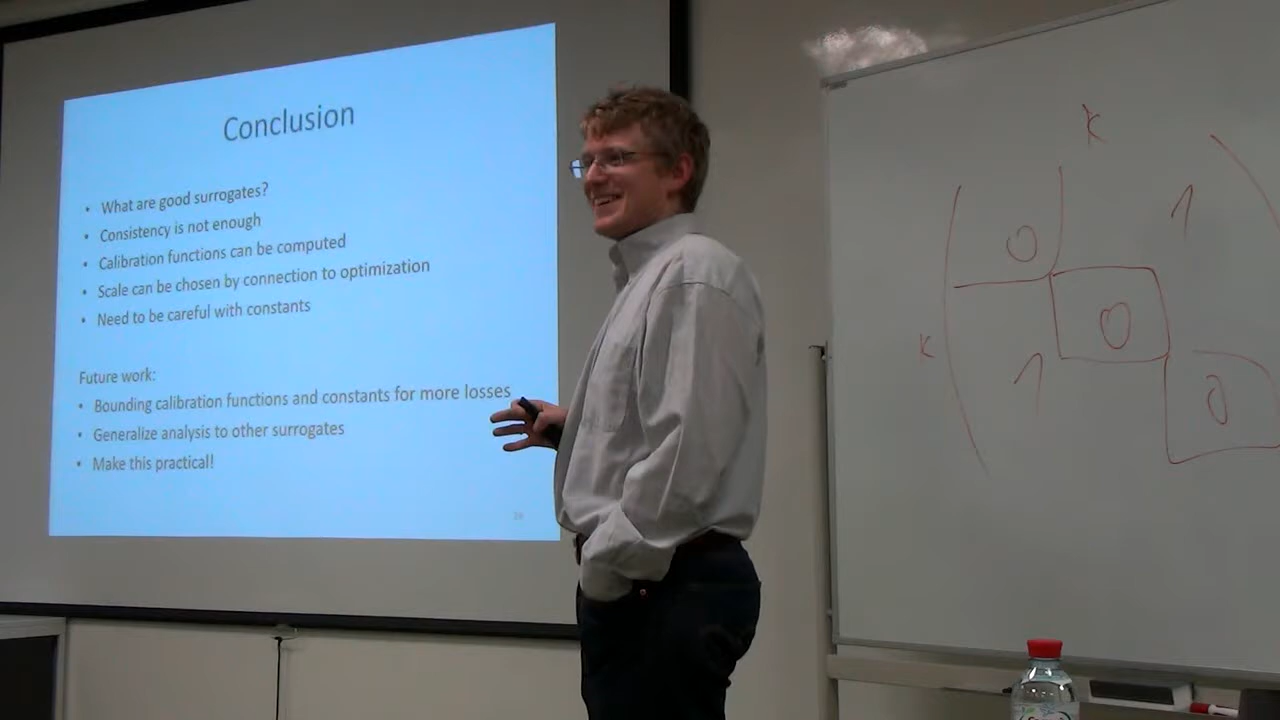 Conclusion
• What are good surrogates?
• Consistency is not enough
• Calibration functions can be computed
• Scale can be chosen by connection to optimization
• Need to be careful with constants
Future work:
• Bounding calibration functions and constants for more losses
• Generalize analysis to other surrogates
• Make this practical!
K
0 1
K 0
1 0